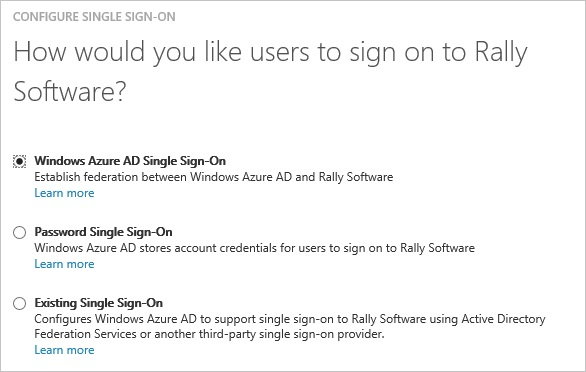 CONFIGURE SINGLE SIGN-ON
How would you like users to sign on to Rally
Software?
Windows Azure AD Single Sign-On
Establish federation between Windows Azure AD and Rally Software
Learn more
Password Single Sign-On
Windows Azure AD stores account credentials for users to sign on to Rally Software
Learn more
Existing Single Sign-On
Configures Windows Azure AD to support single sign-on to Rally Software using Active Directory
Federation Services or another third-party single sign-on provider.
Learn more